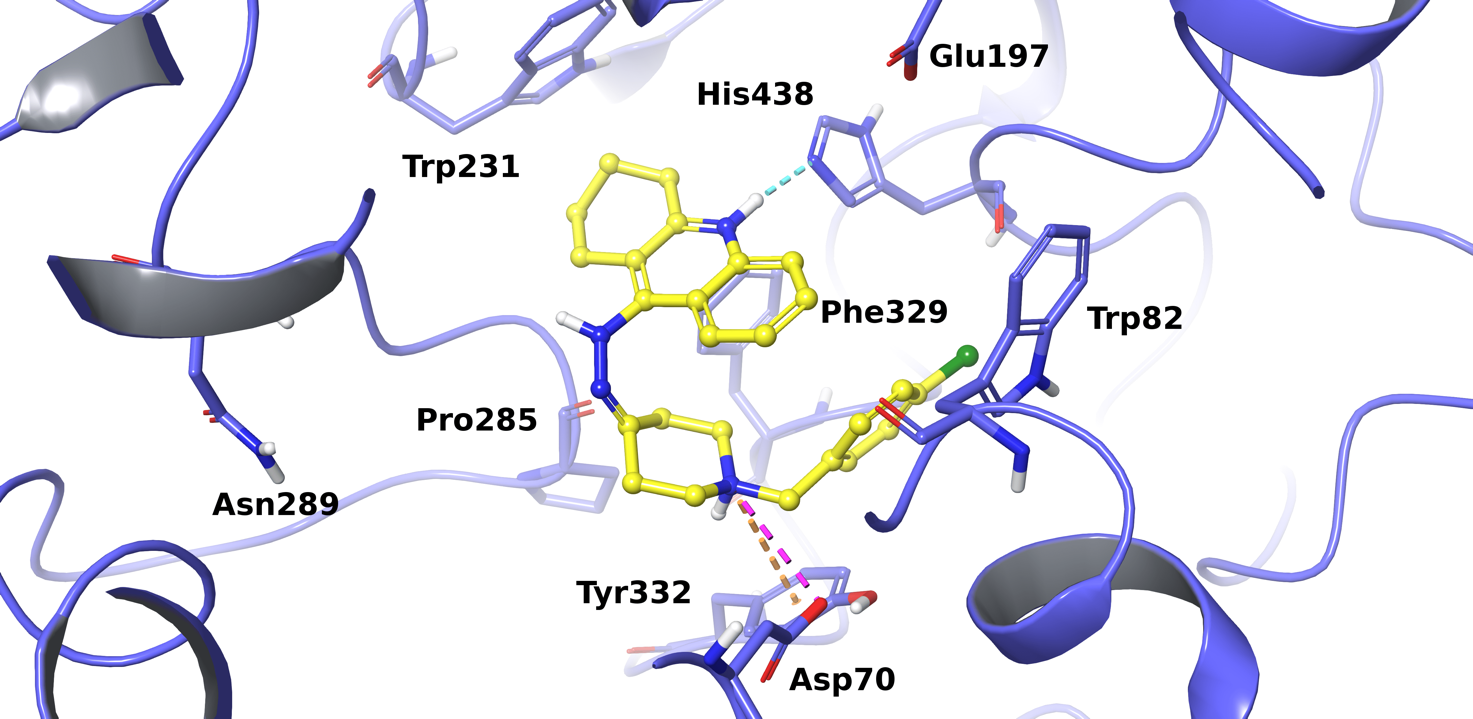 Glu197
His438
Trp231
Phe329
Trp82
Pro285
Asn289
Tyr332
Asp70